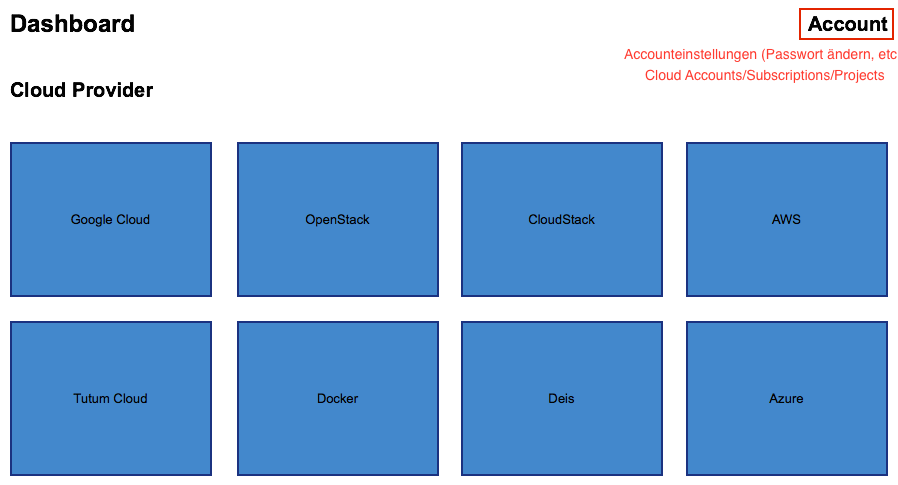 Dashboard
Account
Accounteinstellungen (Passwort ändern, etc
Cloud Accounts/Subscriptions/Projects
Cloud Provider
Google Cloud
OpenStack
CloudStack
AWS
Tutum Cloud
Docker
Deis
Azure